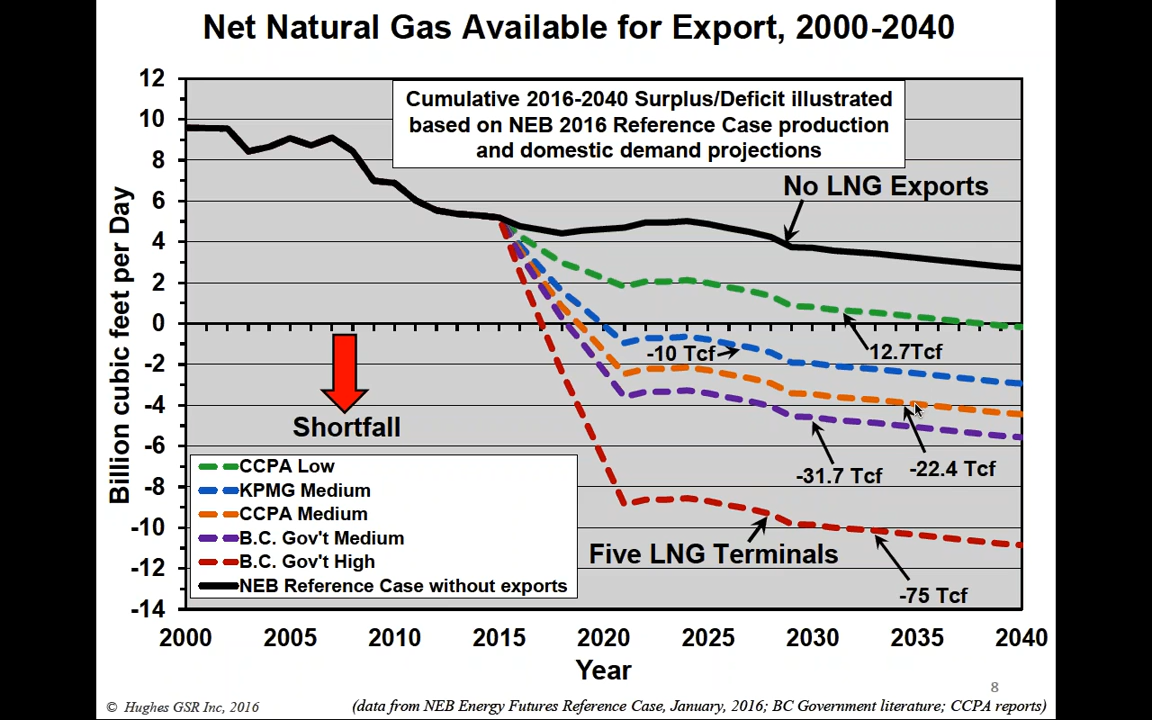 Net Natural Gas Available for Export, 2000-2040
Cumulative 2016-2040 Surplus/Deficit illustrated
based on NEB 2016 Reference Case production
and domestic demand projections
Billion cubic feet per Day
12
10
8
6
4
2
0
-2
-4
-6
-8
-10
-12
-14
No LNG Exports
12.7Tcf
-10 Tcf
-22.4 Tcf
-31.7 Tcf
Five LNG Terminals
-75 Tcf
Shortfall
CCPA Low
KPMG Medium
CCPA Medium
B.C. Gov't Medium
B.C. Gov't High
NEB Reference Case without exports
2000 2005 2010 2015 2020 2025 2030 2035 2040
Year
8
© Hughes GSR Inc, 2016
(data from NEB Energy Futures Reference Case, January, 2016; BC Government literature; CCPA reports)